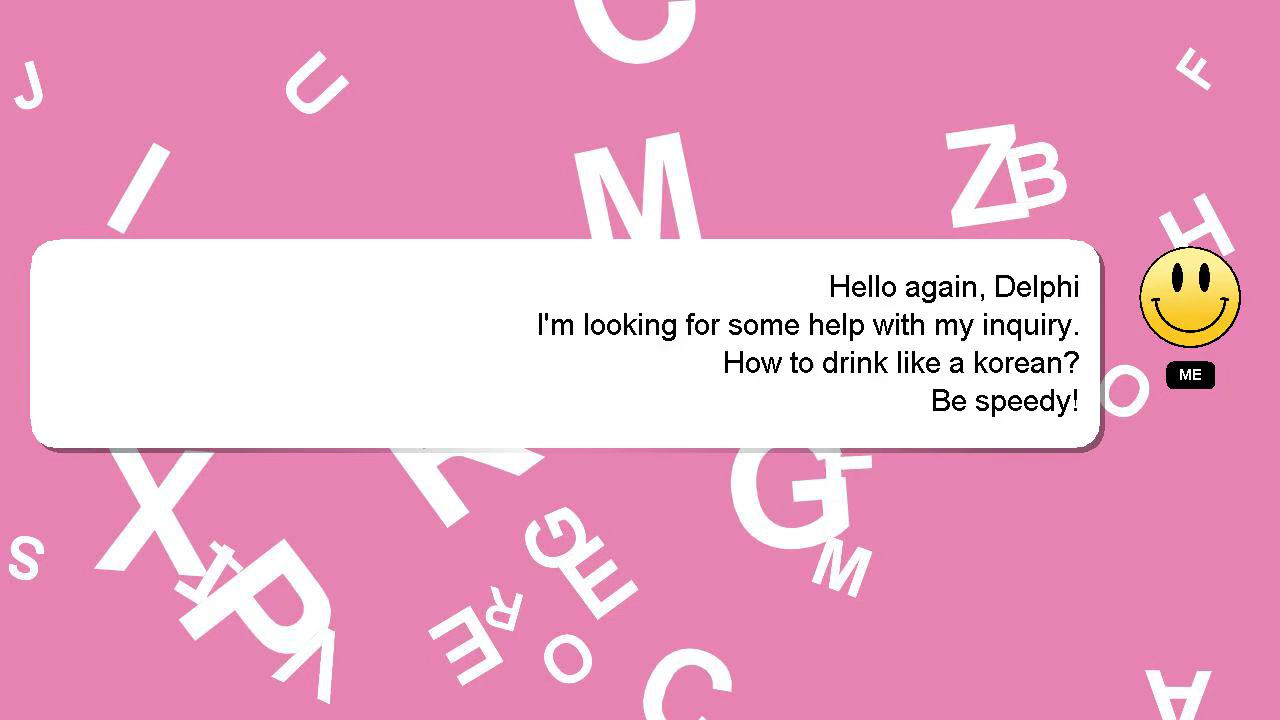 C
J
U
F
I
M
Z
B
H
Hello again, Delphi
I'm looking for some help with my inquiry.
How to drink like a korean?
Be speedy!
ME
O
X
R
G
F
S
I
P
V
G
E
M
E
R
O
C
A